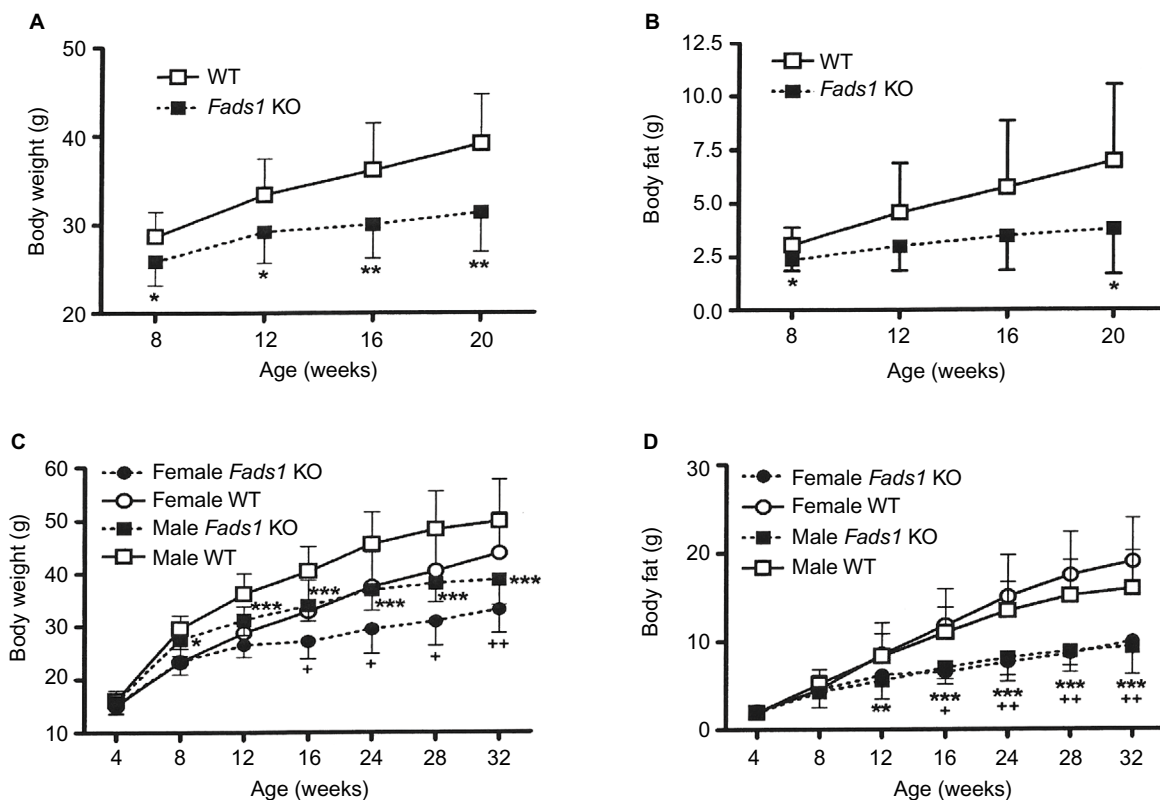 A
Body weight (g)
50
40
30
20
WT
Fads1 KO
*
*
**
**
8 12 16 20
Age (weeks)
B
Body fat (g)
12.5
10.0
7.5
5.0
2.5
0.0
WT
Fads1 KO
*
*
8 12 16 20
Age (weeks)
C
Body weight (g)
60
50
40
30
20
10
Female Fads1 KO
Female WT
Male Fads1 KO
Male WT
*
***
***
***
***
***
+
+
+
++
4 8 12 16 24 28 32
Age (weeks)
D
Body fat (g)
30
20
10
0
Female Fads1 KO
Female WT
Male Fads1 KO
Male WT
** *** *** *** ***
+ ++ ++ ++
4 8 12 16 24 28 32
Age (weeks)